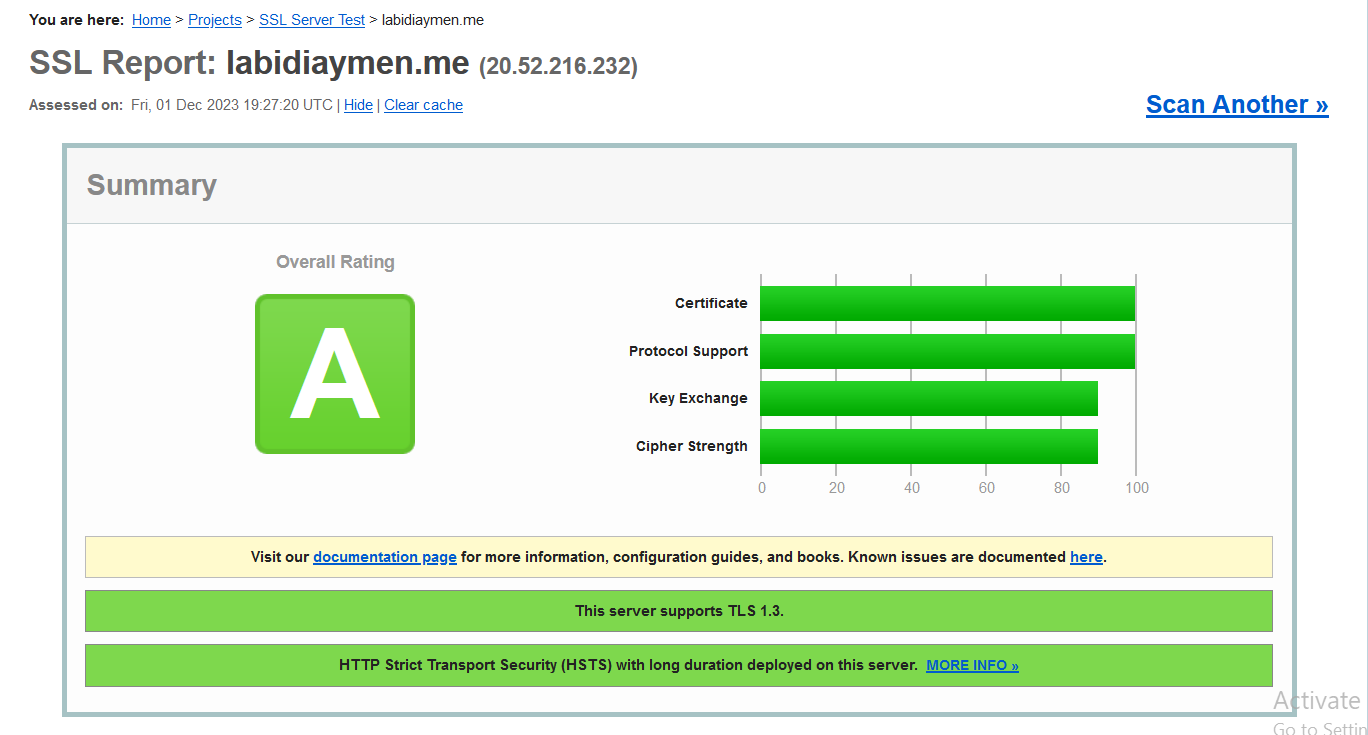 You are here: Home > Projects > SSL Server Test > labidiaymen.me
SSL Report: labidiaymen.me (20.52.216.232)
Assessed on: Fri, 01 Dec 2023 19:27:20 UTC | Hide | Clear cache
Scan Another »
Summary
Overall Rating
A
Certificate
Protocol Support
Key Exchange
Cipher Strength
0 20 40 60 80 100
Visit our documentation page for more information, configuration guides, and books. Known issues are documented here.
This server supports TLS 1.3.
HTTP Strict Transport Security (HSTS) with long duration deployed on this server. MORE INFO »
Activate
Go to Settin